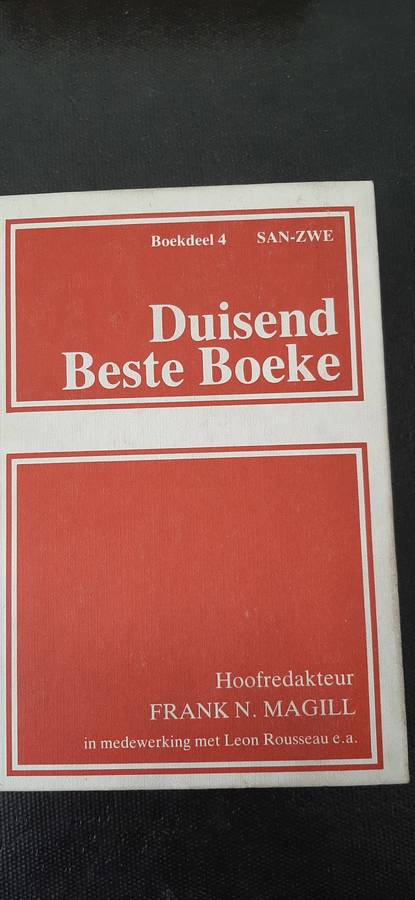 Boekdeel 4 SAN-ZWE
Duisend
Beste Boeke
Hoofredakteur
FRANK N. MAGILL
in medewerking met Leon Rousseau e.a.